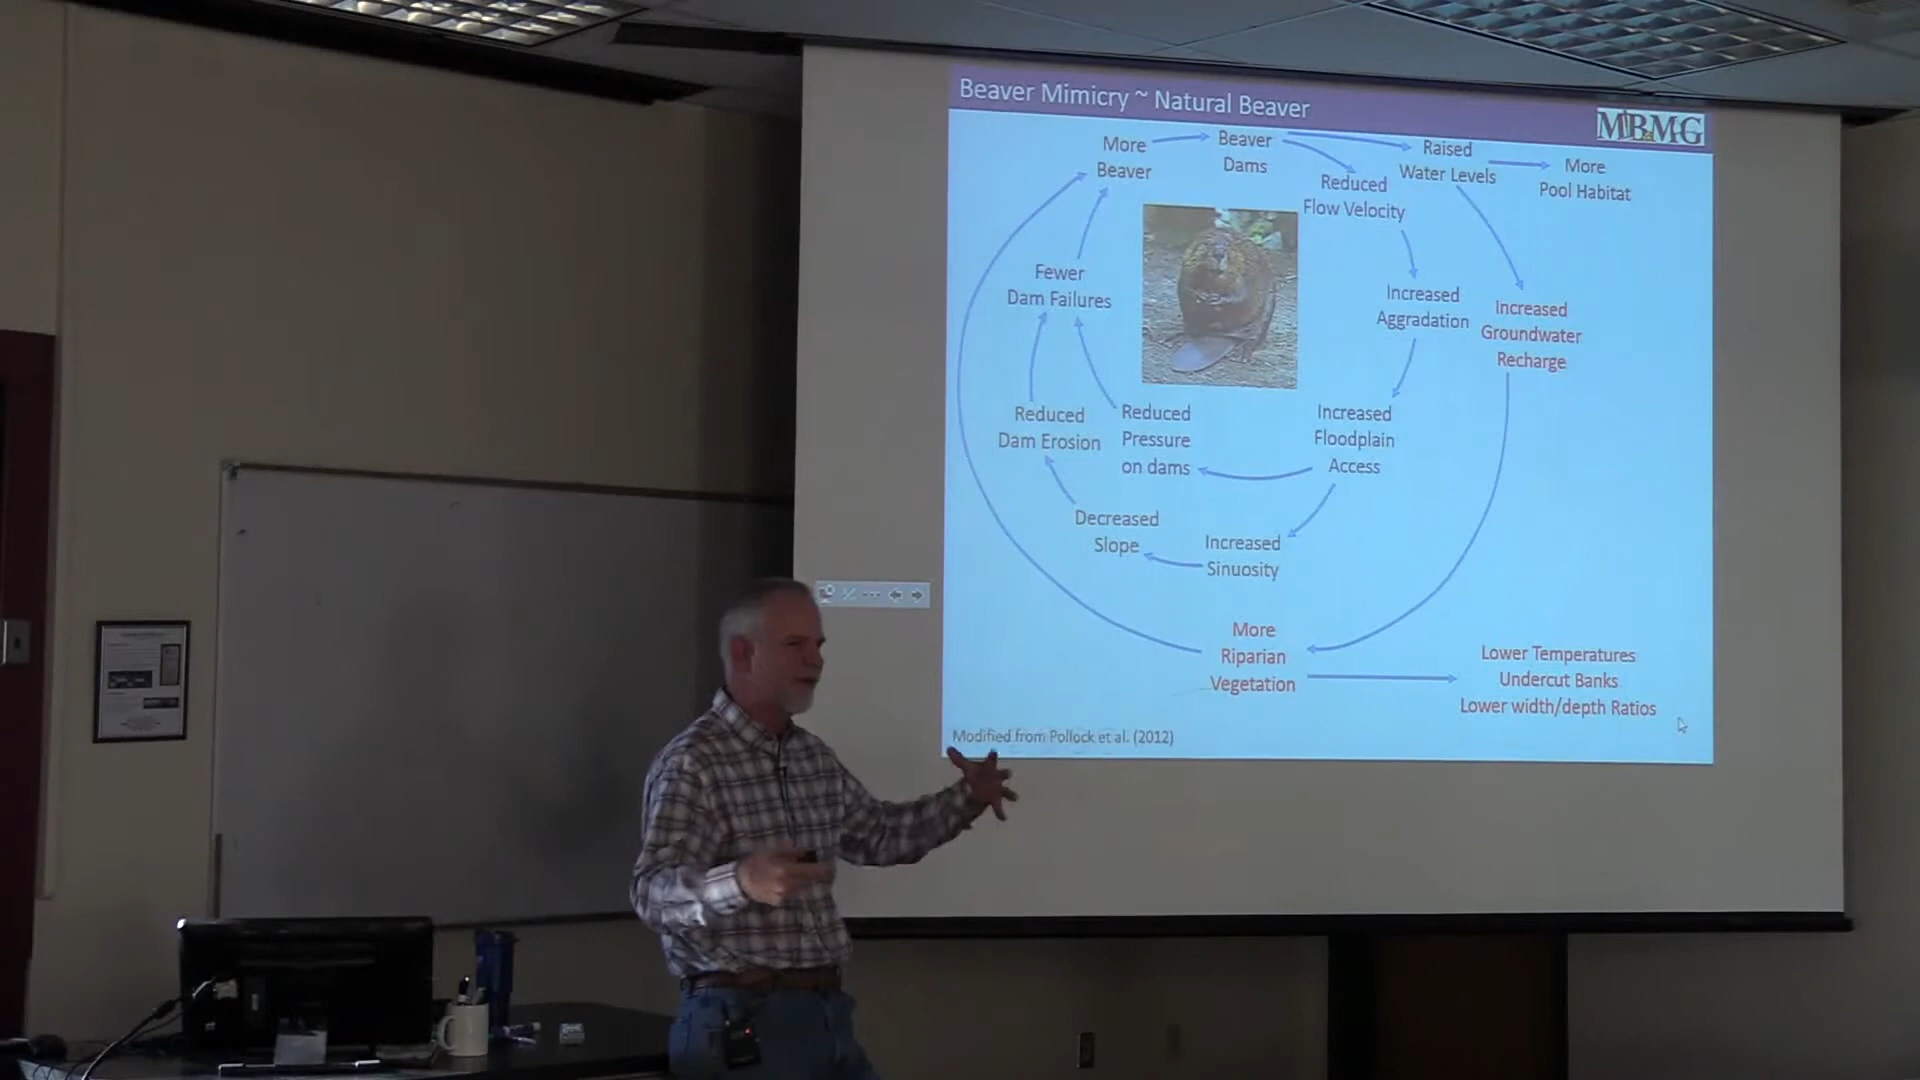 Beaver Mimicry ~ Natural Beaver
MBMG
More
Beaver
Beaver
Dams
Raised
Water Levels
More
Pool Habitat
Reduced
Flow Velocity
Fewer
Dam Failures
Increased
Aggradation
Increased
Groundwater
Recharge
Reduced
Dam Erosion
Reduced
Pressure
on dams
Increased
Floodplain
Access
Decreased
Slope
Increased
Sinuosity
More
Riparian
Vegetation
Lower Temperatures
Undercut Banks
Lower width/depth Ratios
Modified from Pollock et al. (2012)